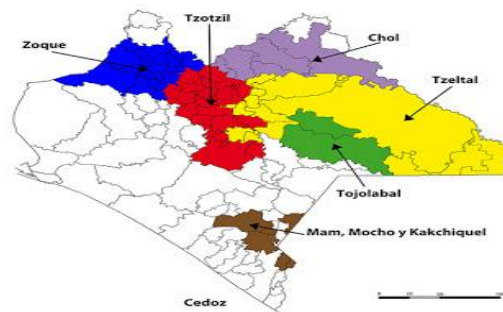 Tzotzil
Zoque
Chol
Tzeltal
Tojolabal
Mam, Mocho y Kakchiquel
Cedoz